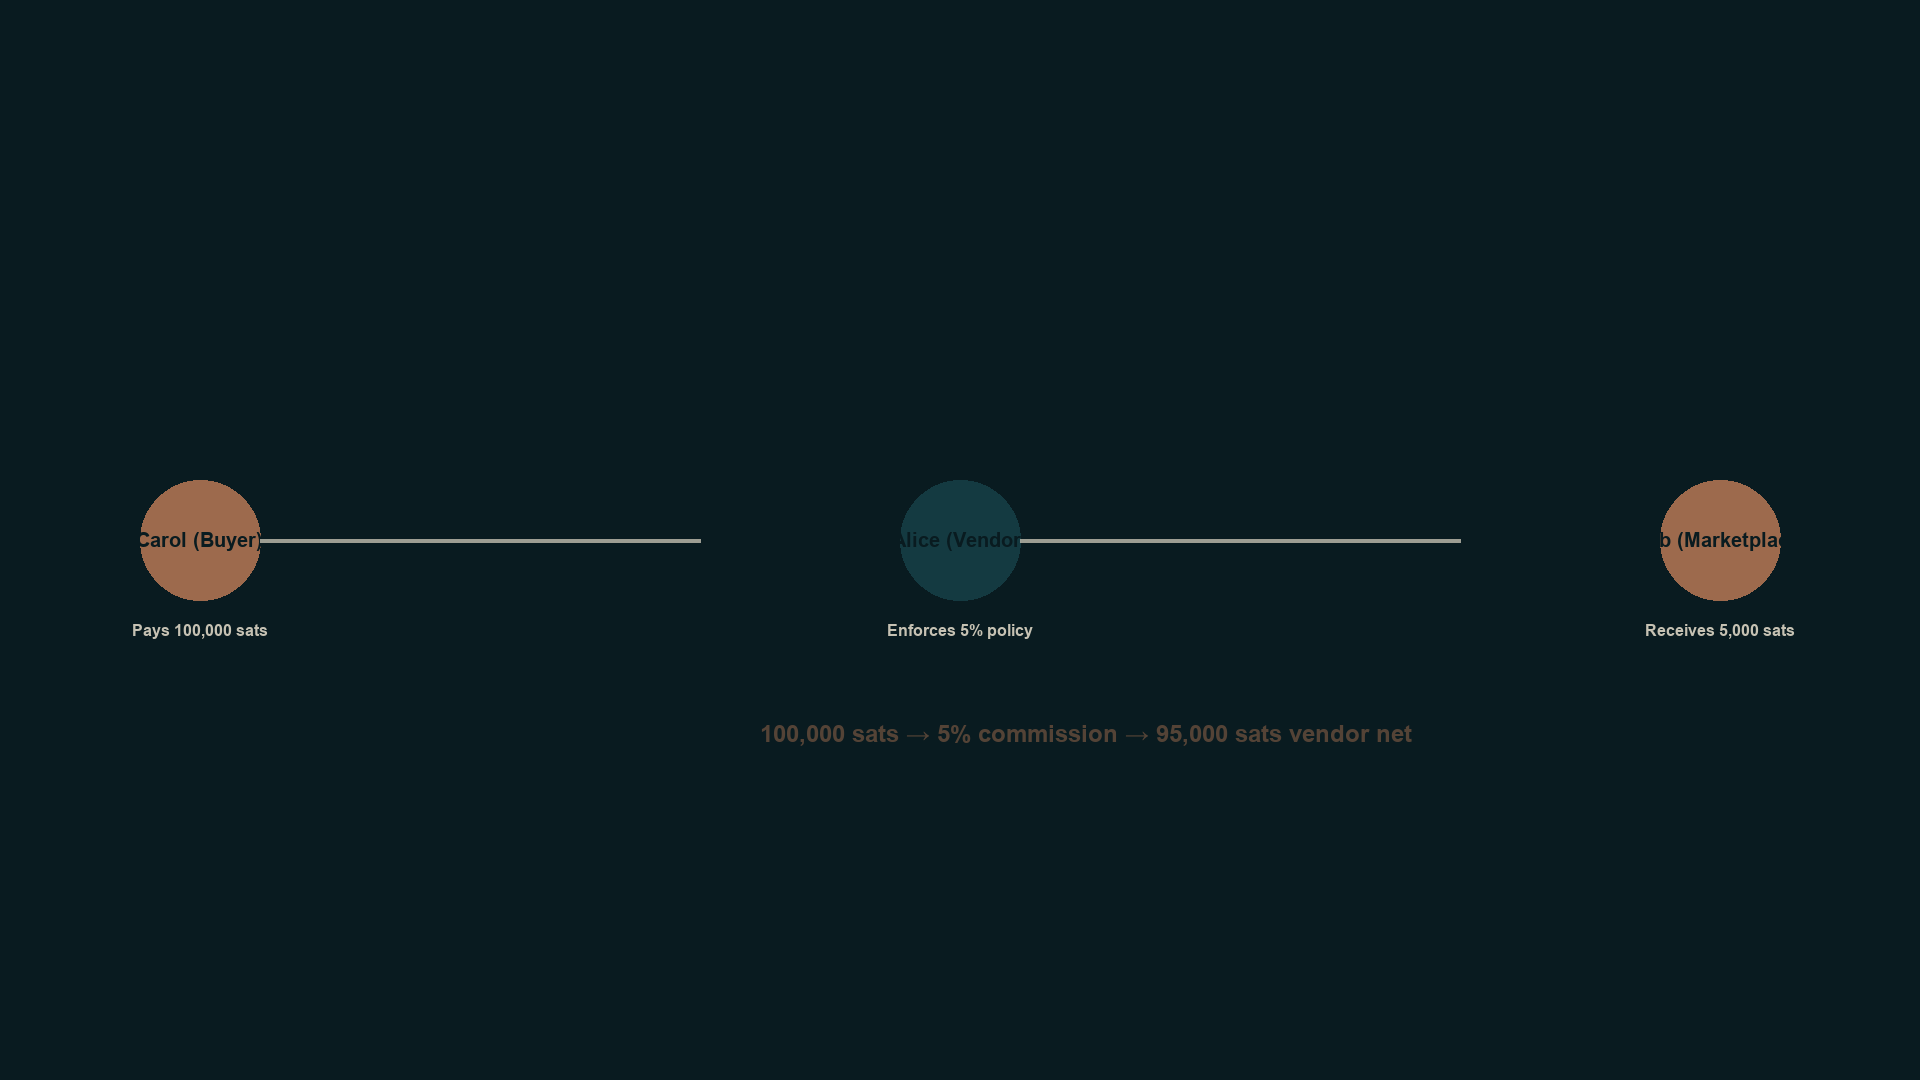 Carol (Buyer)
Alice (Vendor
b (Marketplac
Pays 100,000 sats
Enforces 5% policy
Receives 5,000 sats
100,000 sats → 5% commission → 95,000 sats vendor net